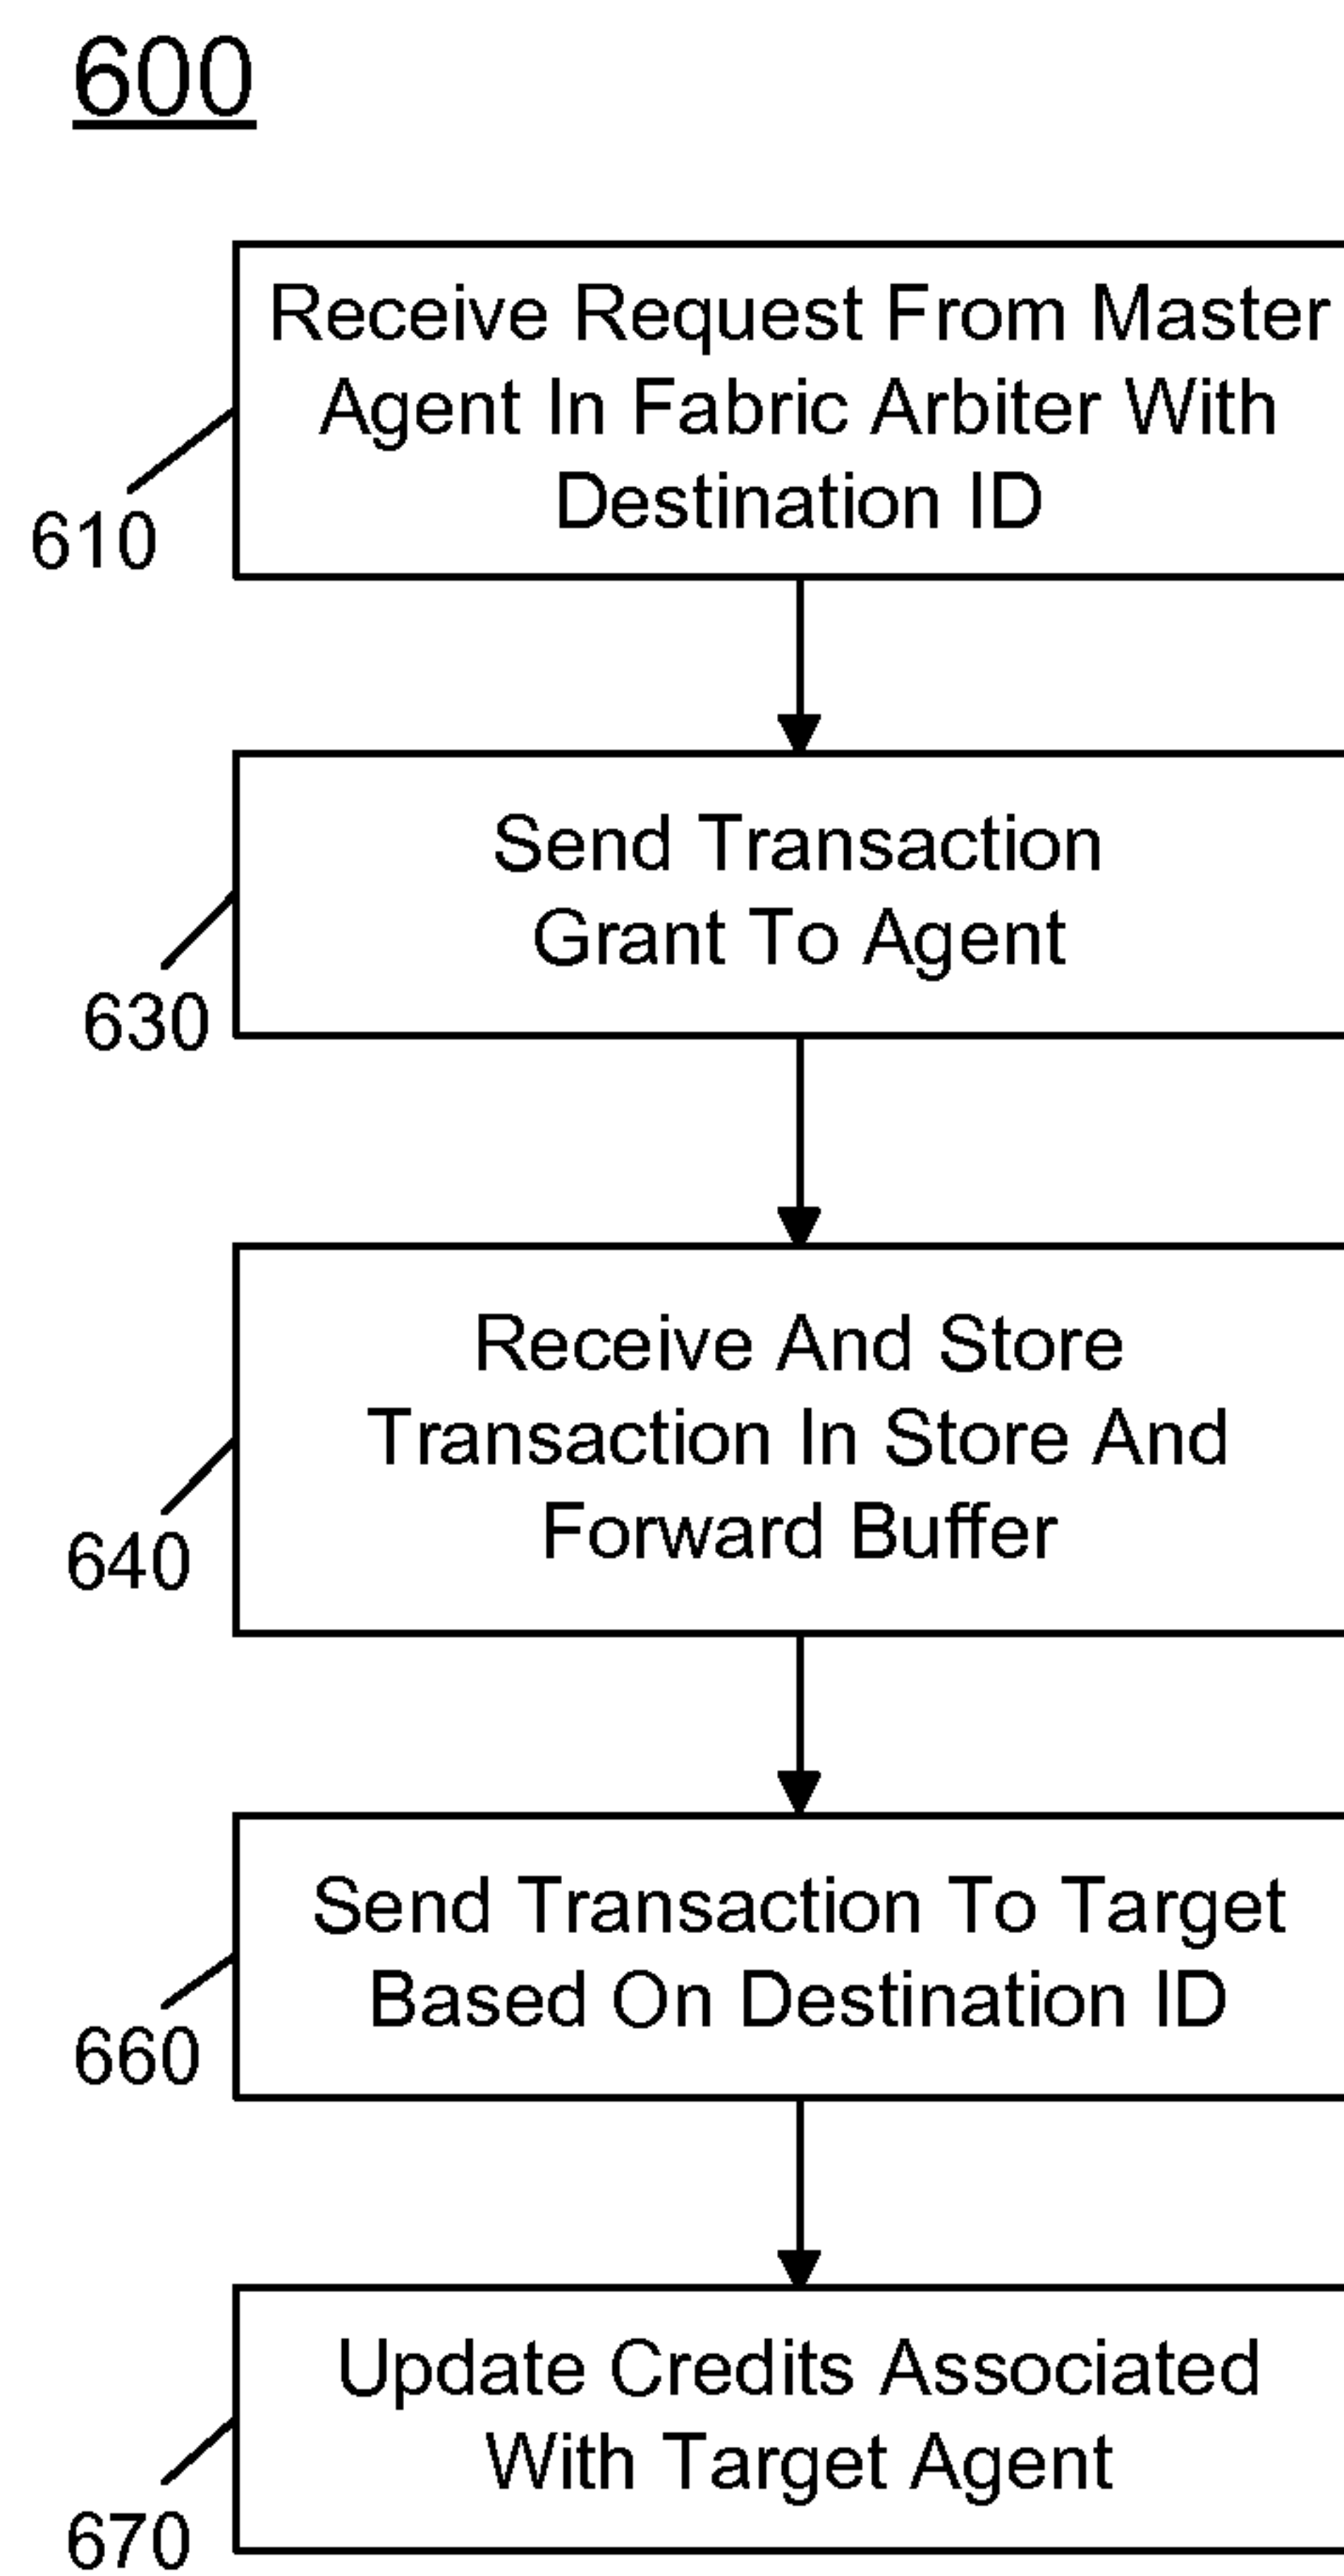 600
Receive Request From Master
Agent In Fabric Arbiter With
Destination ID
610
Send Transaction
Grant To Agent
630
Receive And Store
Transaction In Store And
Forward Buffer
640
Send Transaction To Target
Based On Destination ID
660
Update Credits Associated
With Target Agent
670